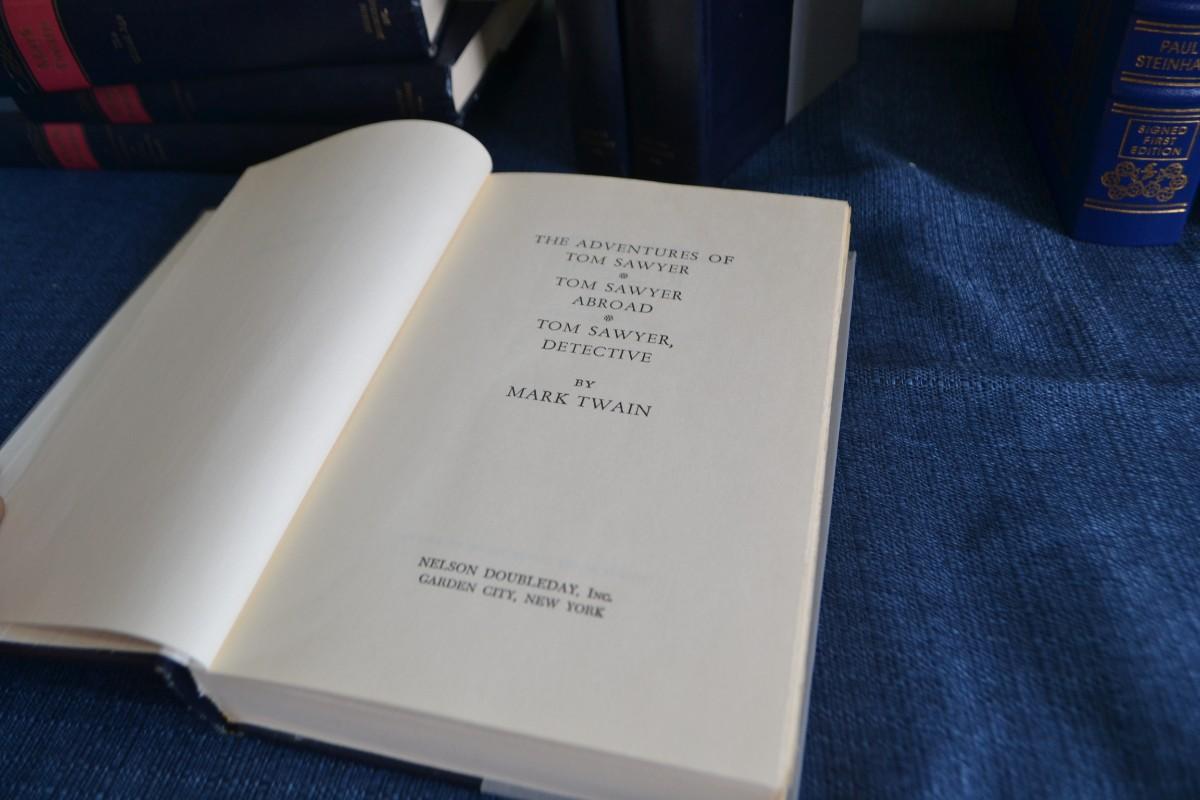 THE ADVENTURES OF
TOM SAWYER
TOM SAWYER
ABROAD
TOM SAWYER,
DETECTIVE
BY
MARK TWAIN
NELSON DOUBLEDAY, INC.
GARDEN CITY, NEW YORK
PAUL
SIGNED
FIRST
EDITION